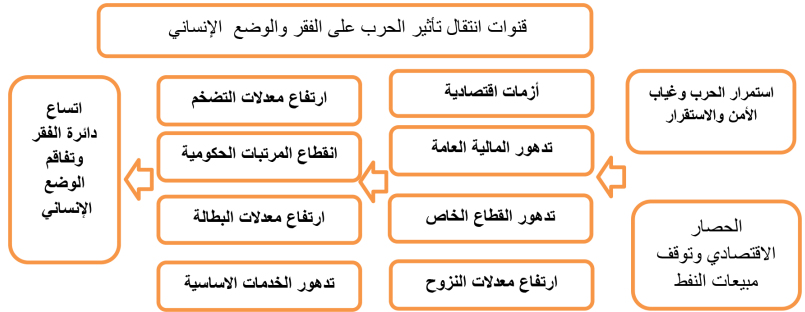 قنوات انتقال تأثير الحرب على الفقر والوضع الإنساني
استمرار الحرب وغياب
الأمن والاستقرار
الحصار
الاقتصادي وتوقف
مبيعات النفط
أزمات اقتصادية
تدهور المالية العامة
تدهور القطاع الخاص
ارتفاع معدلات النزوح
ارتفاع معدلات التضخم
انقطاع المرتبات الحكومية
ارتفاع معدلات البطالة
تدهور الخدمات الاساسية
اتساع
دائرة الفقر
وتفاقم
الوضع
الإنساني